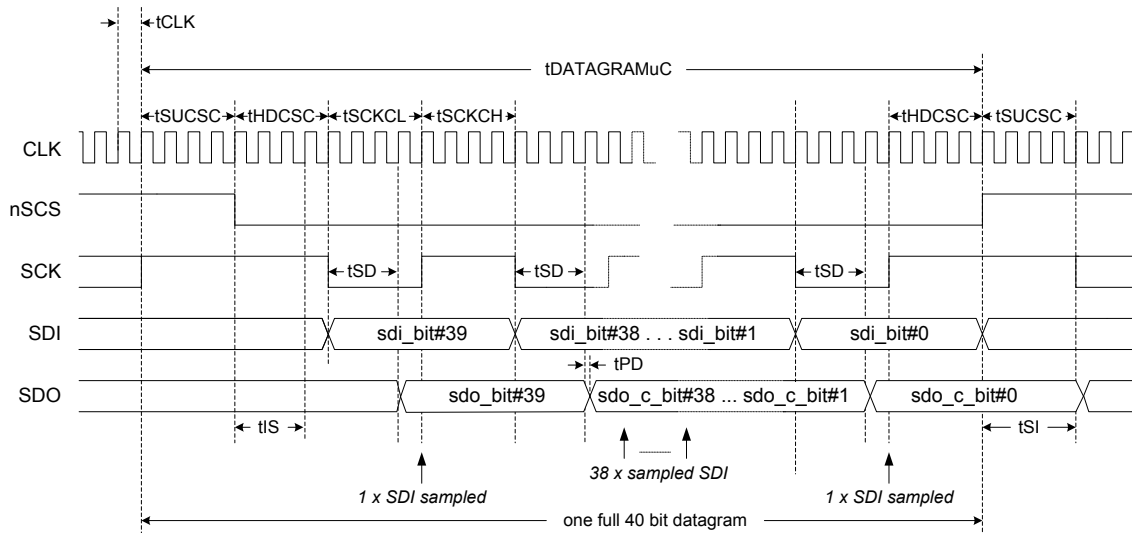 tCLK
tDATAGRAMuC
tSUCSC tHDCSC tSCKCL tSCKCH tHDCSC tSUCSC
CLK
nSCS
SCK tSD tSD tSD
SDI sdi_bit#39 sdi_bit#38 . . . sdi_bit#1 sdi_bit#0
tPD
SDO sdo_bit#39 sdo_c_bit#38 ... sdo_c_bit#1 sdo_c_bit#0
tIS tSI
38 x sampled SDI
1 x SDI sampled 1 x SDI sampled
one full 40 bit datagram